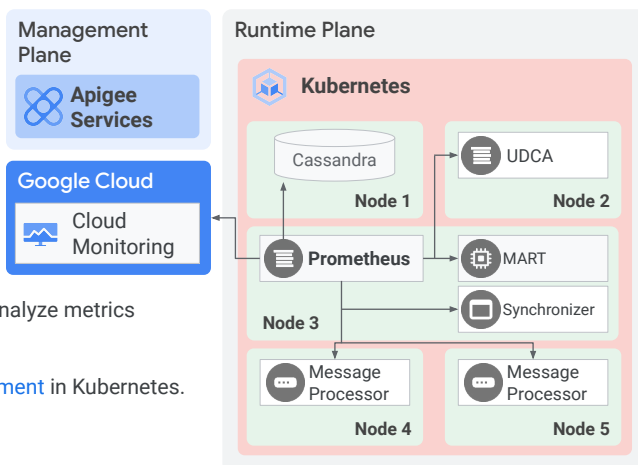 Management
Plane
Apigee
Services
Google Cloud
Cloud
Monitoring
nalyze metrics
ment in Kubernetes.
Runtime Plane
Kubernetes
Cassandra
Node 1
UDCA
Node 2
Prometheus
MART
Synchronizer
Node 3
Message
Processor
Node 4
Message
Processor
Node 5